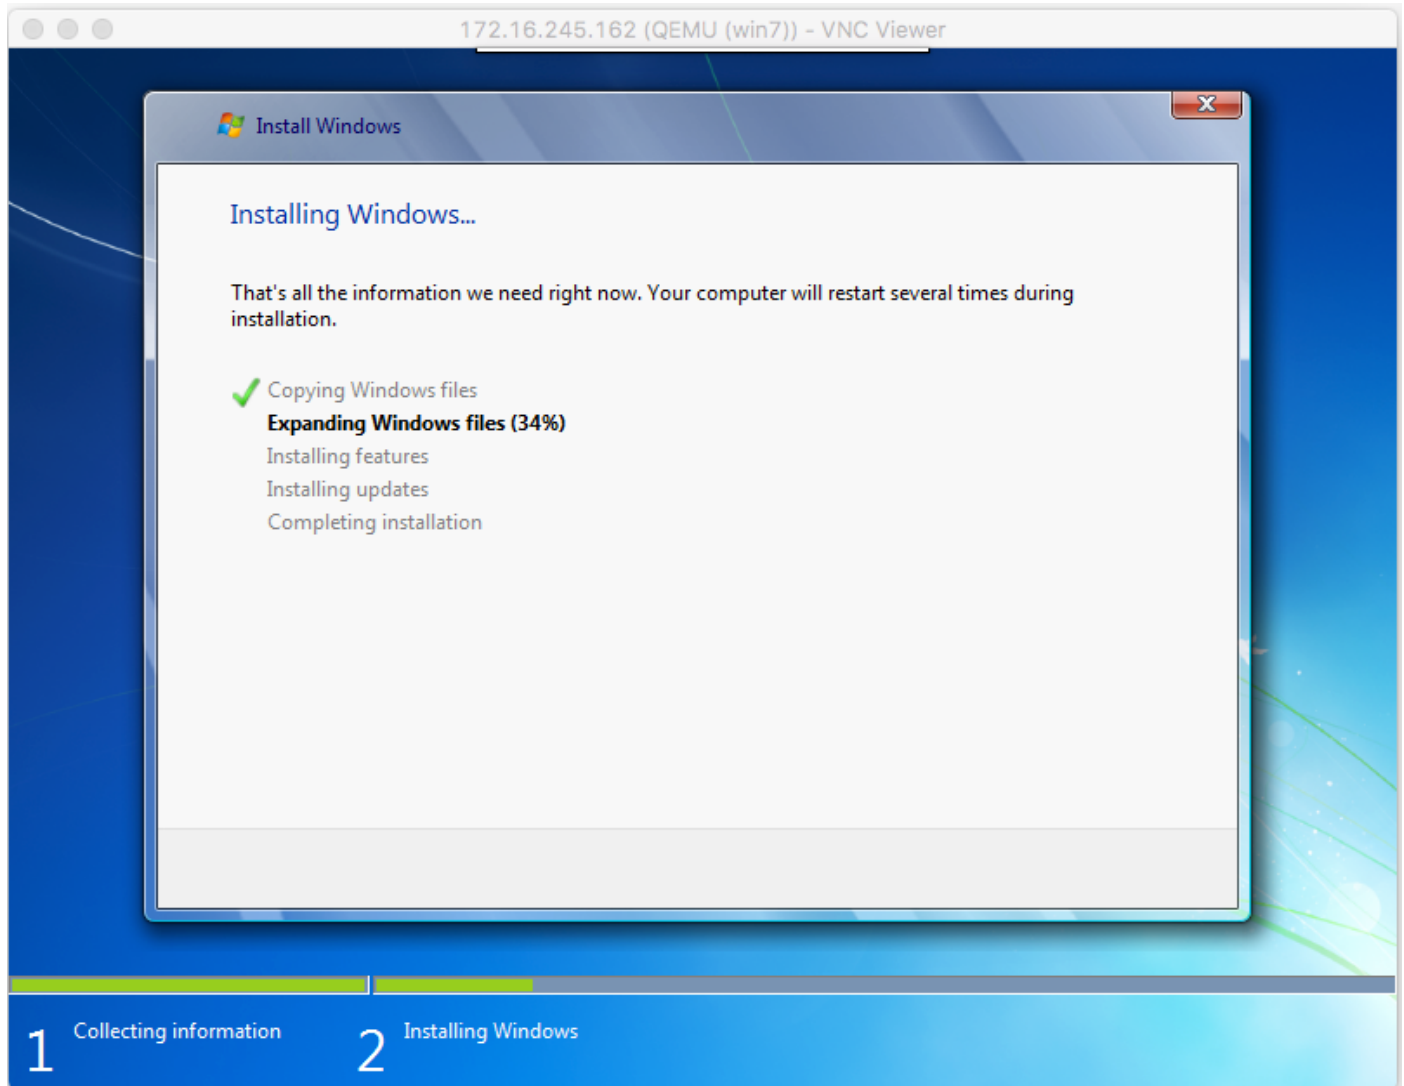 172.16.245.162 (QEMU (win7)) - VNC Viewer
Install Windows
Installing Windows...
That's all the information we need right now. Your computer will restart several times during
installation.
Copying Windows files
Expanding Windows files (34%)
Installing features
Installing updates
Completing installation
1 Collecting information 2 Installing Windows